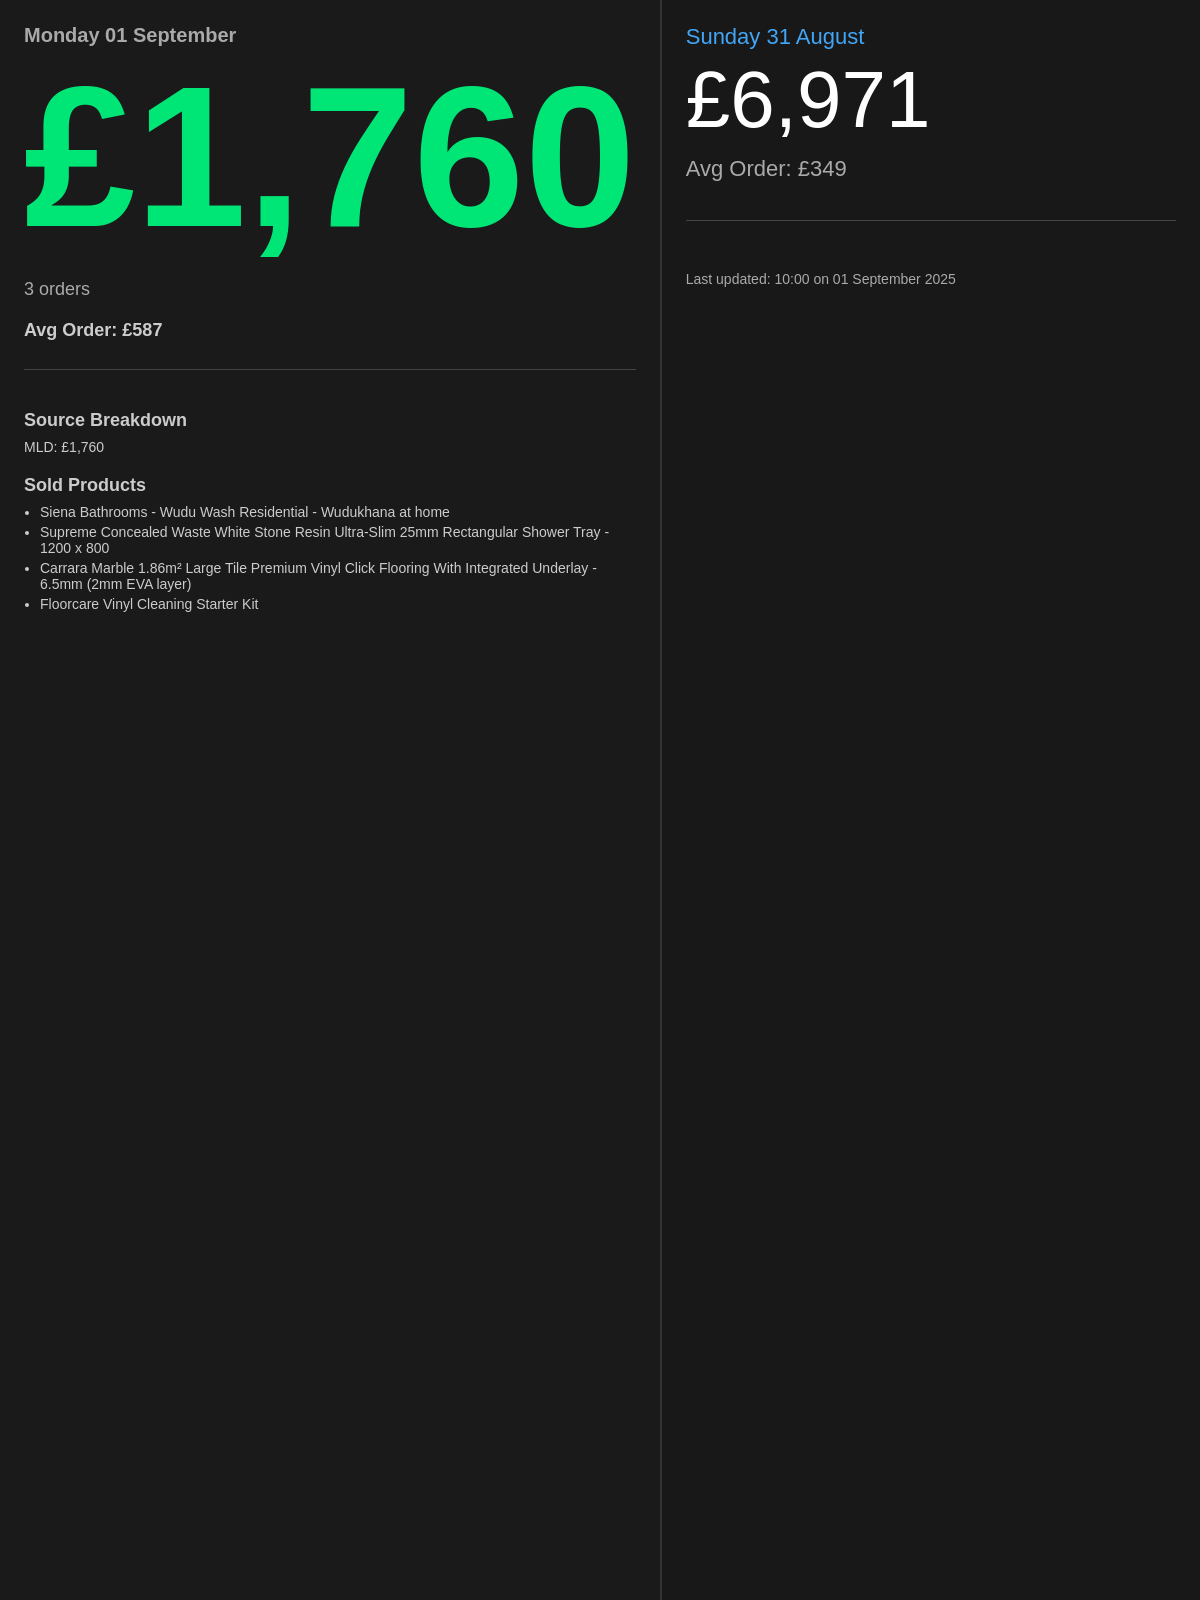 Monday 01 September
£1,760
3 orders
Avg Order: £587
Source Breakdown
MLD: £1,760
Sold Products
• Siena Bathrooms - Wudu Wash Residential - Wudukhana at home
• Supreme Concealed Waste White Stone Resin Ultra-Slim 25mm Rectangular Shower Tray -
1200 x 800
• Carrara Marble 1.86m² Large Tile Premium Vinyl Click Flooring With Integrated Underlay -
6.5mm (2mm EVA layer)
• Floorcare Vinyl Cleaning Starter Kit
Sunday 31 August
£6,971
Avg Order: £349
Last updated: 10:00 on 01 September 2025